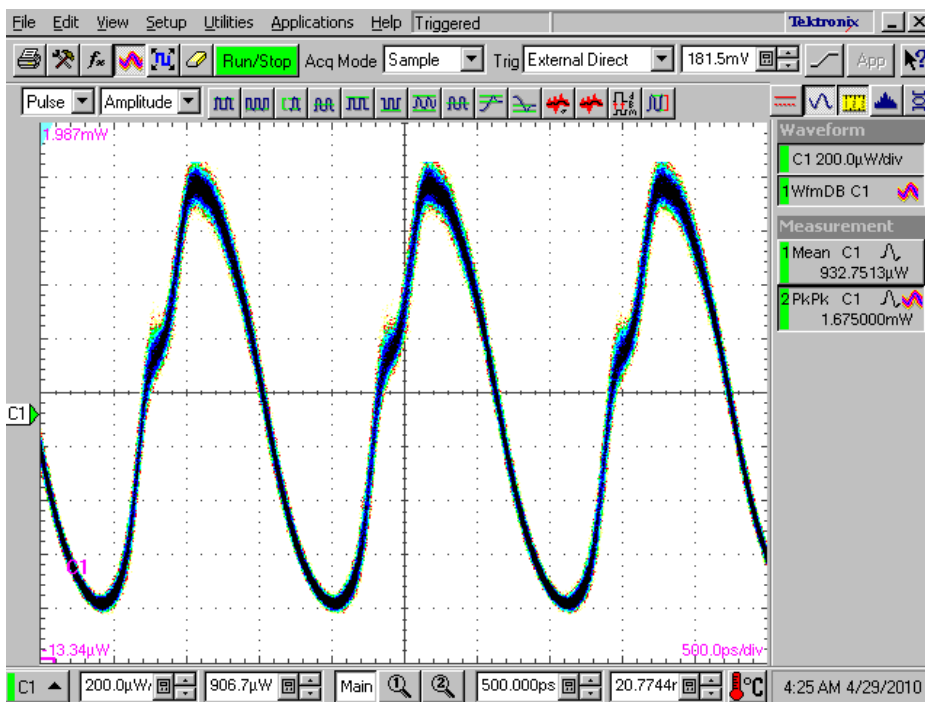 File Edit View Setup Utilities Applications Help Triggered Tektronix
Run/Stop Acq Mode Sample Trig External Direct 181.5mV App
Pulse Amplitude
1.987mW
Waveform
C1 200.0µW/div
1 WfmDB C1
Measurement
1 Mean C1
932.7513µW
2 PkPk C1
1.675000mW
C1
C1
-13.34µW 500.0ps/div
C1 200.0µW/ 906.7µW Main 1 2 500.000ps 20.7744r °C 4:25 AM 4/29/2010